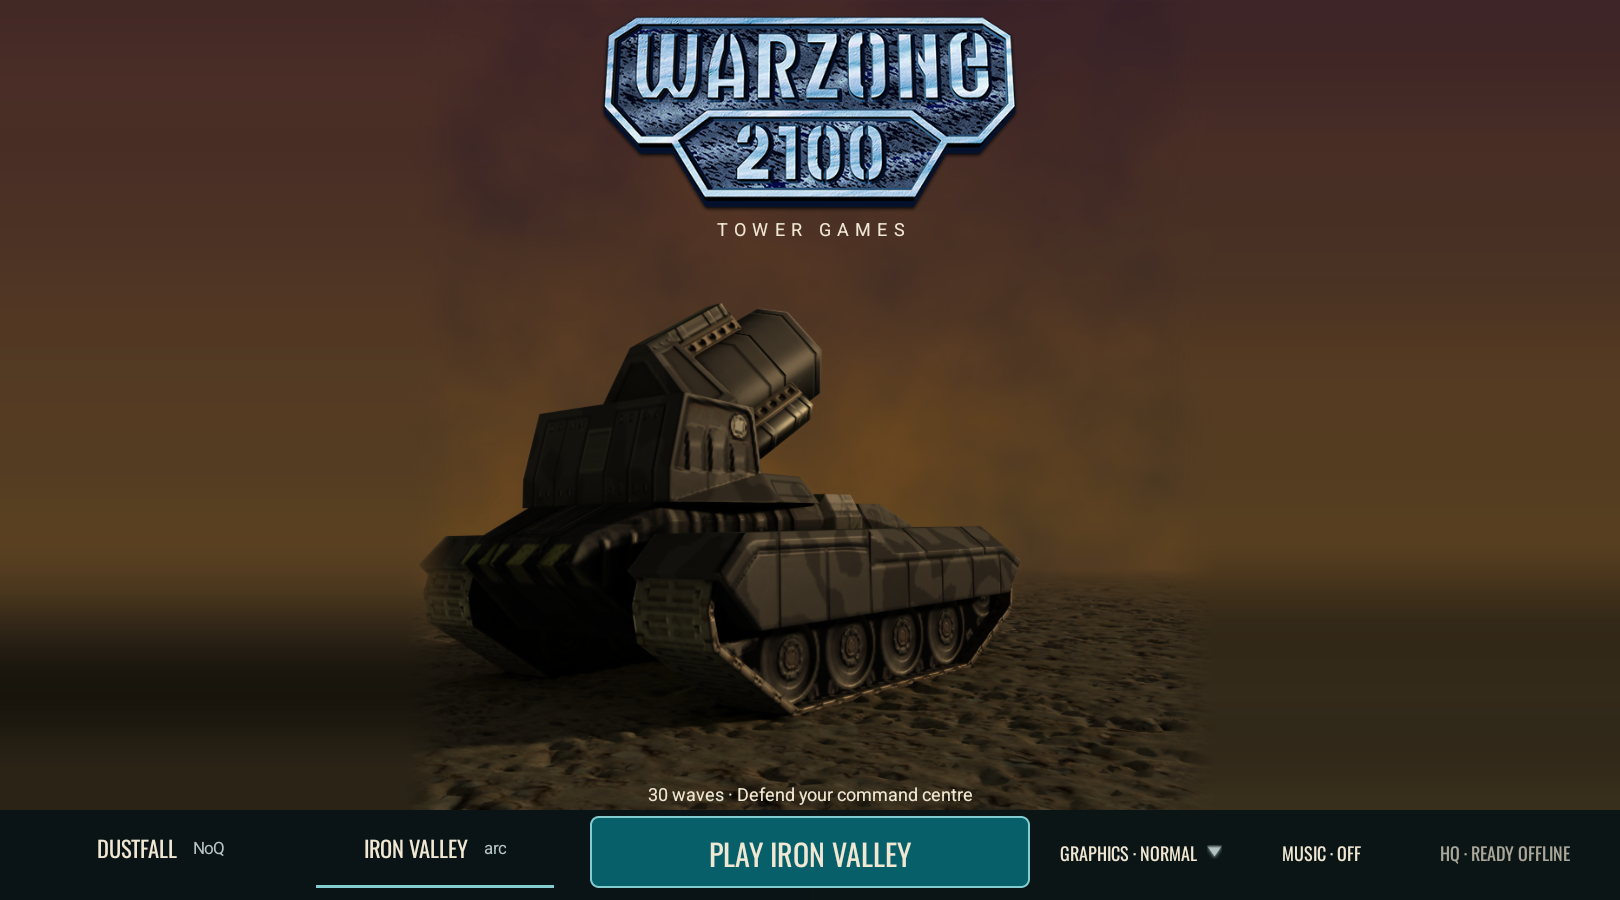 WARZONE
2100
TOWER GAMES
30 waves · Defend your command centre
DUSTFALL NoQ
IRON VALLEY arc
PLAY IRON VALLEY
GRAPHICS · NORMAL
MUSIC · OFF
HQ · READY OFFLINE